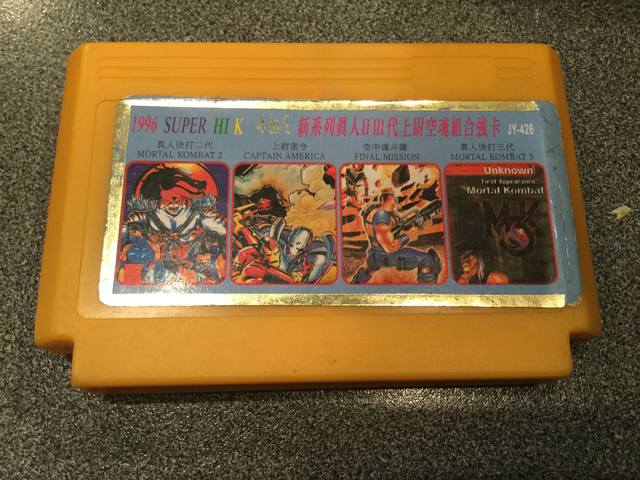 1996 SUPER HI K 新系列眞人II III代.上尉空魂組合強卡 JY-426
真人快打二代
MORTAL KOMBAT 2
上尉密令
CAPTAIN AMERICA
空中魂斗羅
FINAL MISSION
真人快打三代
MORTAL KOMBAT 3
Unknown
First Appearance
Mortal Kombat